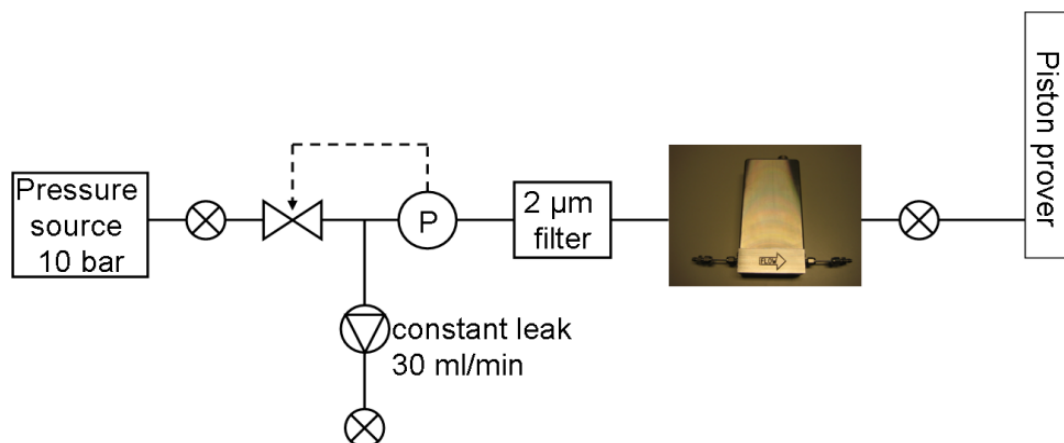 Pressure
source
10 bar
P
2 µm
filter
FLOW
Piston prover
constant leak
30 ml/min